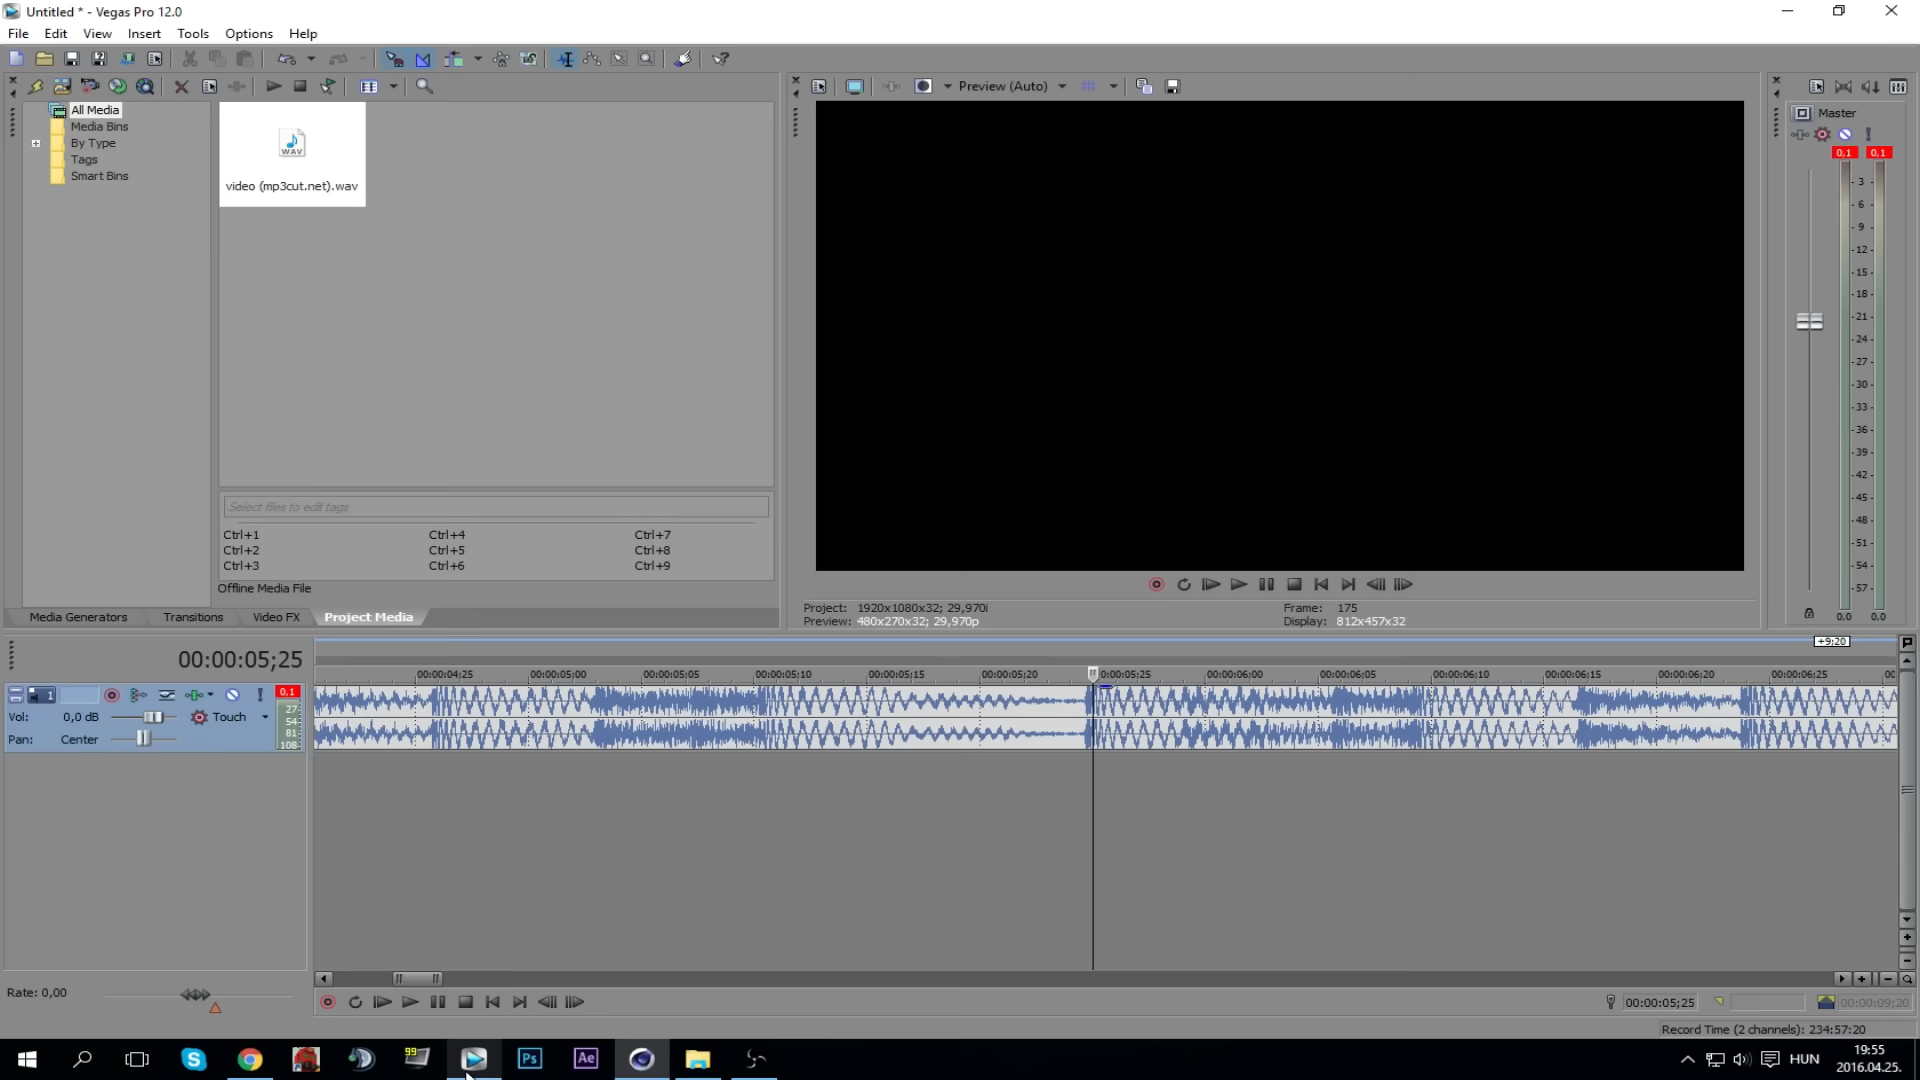 Untitled * - Vegas Pro 12.0
File Edit View Insert Tools Options Help
Preview (Auto)
All Media
Media Bins
By Type
Tags
Smart Bins
WAV
video (mp3cut.net).wav
Select files to edit tags
Ctrl+1 Ctrl+4 Ctrl+7
Ctrl+2 Ctrl+5 Ctrl+8
Ctrl+3 Ctrl+6 Ctrl+9
Offline Media File
Media Generators Transitions Video FX Project Media
Project: 1920x1080x32; 29,970i
Preview: 480x270x32; 29,970p
Frame: 175
Display: 812x457x32
Master
0,1 0,1
- 3 -
- 6 -
- 9 -
-12-
-15-
-18-
-21-
-24-
-27-
-30-
-33-
-36-
-39-
-42-
-45-
-48-
-51-
-54-
-57-
0,0 0,0
+9;20
00:00:05;25
00:00:04;25 00:00:05;00 00:00:05;05 00:00:05;10 00:00:05;15 00:00:05;20 0:00:05;25 00:00:06;00 00:00:06;05 00:00:06;10 00:00:06;15 00:00:06;20 00:00:06;25 00
1
0,1
Vol: 0,0 dB Touch
Pan: Center
27-
54-
81-
108-
Rate: 0,00
00:00:05;25
00:00:09;20
Record Time (2 channels): 234:57:20
99
Ps
Ae
HUN
19:55
2016.04.25.